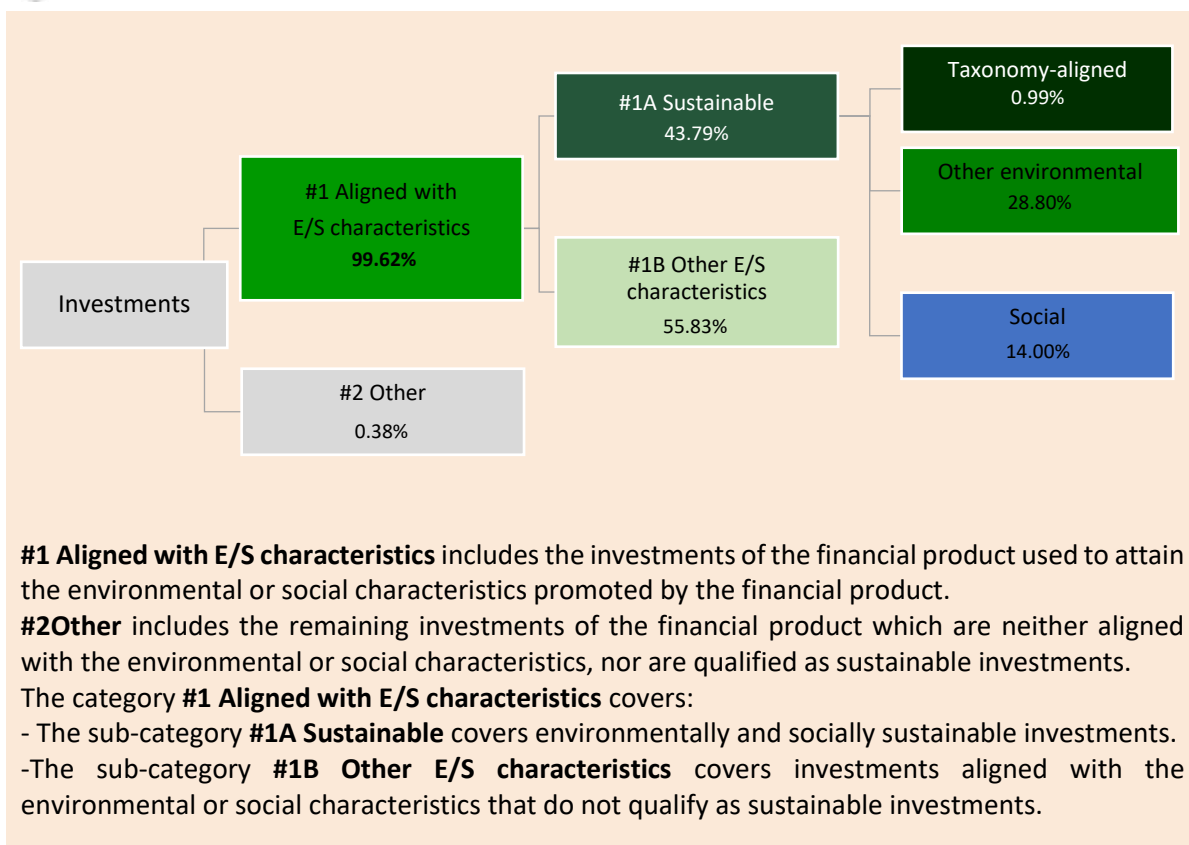 Investments
#1 Aligned with
E/S characteristics
99.62%
#2 Other
0.38%
#1A Sustainable
43.79%
#1B Other E/S
characteristics
55.83%
Taxonomy-aligned
0.99%
Other environmental
28.80%
Social
14.00%
#1 Aligned with E/S characteristics includes the investments of the financial product used to attain
the environmental or social characteristics promoted by the financial product.
#2Other includes the remaining investments of the financial product which are neither aligned
with the environmental or social characteristics, nor are qualified as sustainable investments.
The category #1 Aligned with E/S characteristics covers:
- The sub-category #1A Sustainable covers environmentally and socially sustainable investments.
-The sub-category #1B Other E/S characteristics covers investments aligned with the
environmental or social characteristics that do not qualify as sustainable investments.